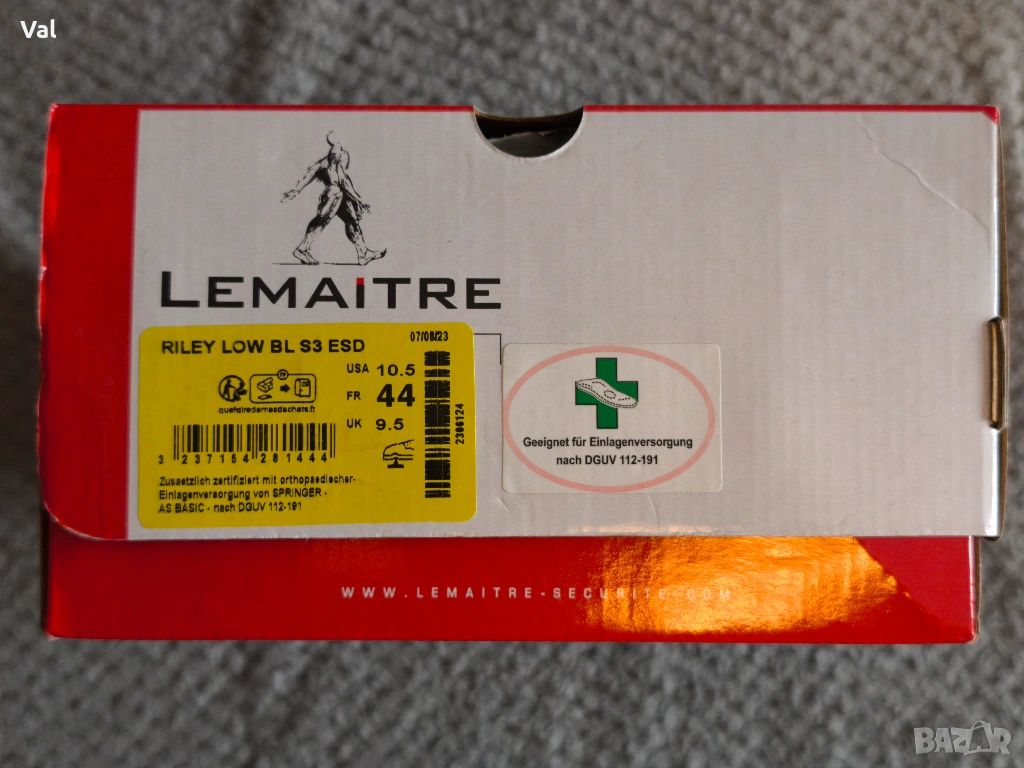 Val
LEMAiTRE
RILEY LOW BL S3 ESD
07/08/23
USA 10.5
FR 44
UK 9.5
quefairedemesdechets.fr
3 237154 281444
2306124
Zusaetzlich zertifiziert mit orthopaedischer-
Einlagenversorgung von SPRINGER -
AS BASIC - nach DGUV 112-191
Geeignet für Einlagenversorgung
nach DGUV 112-191
WWW.LEMAITRE-SECURITE.COM
BAZAR